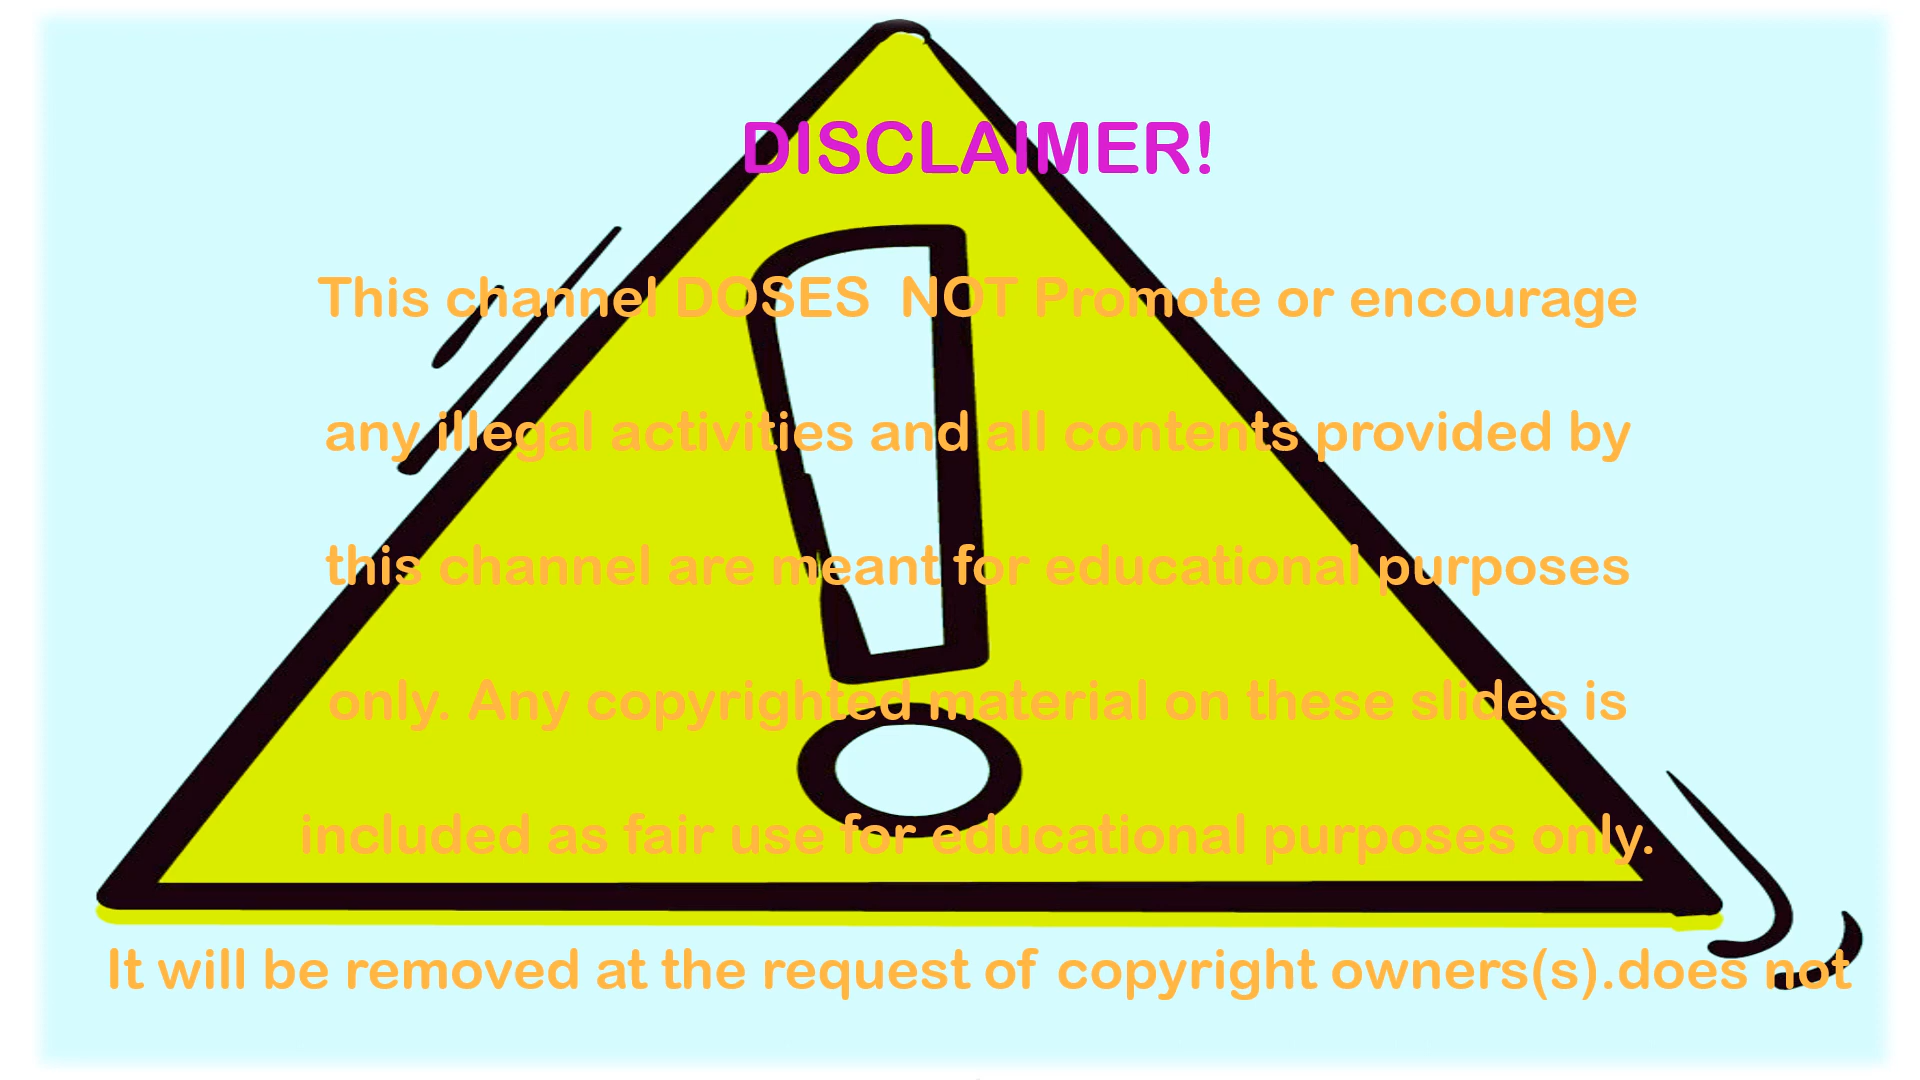 DISCLAIMER!
This channel DOSES NOT Promote or encourage
any illegal activities and all contents provided by
this channel are meant for educational purposes
only. Any copyrighted material on these slides is
included as fair use for educational purposes only.
It will be removed at the request of copyright owners(s).does not